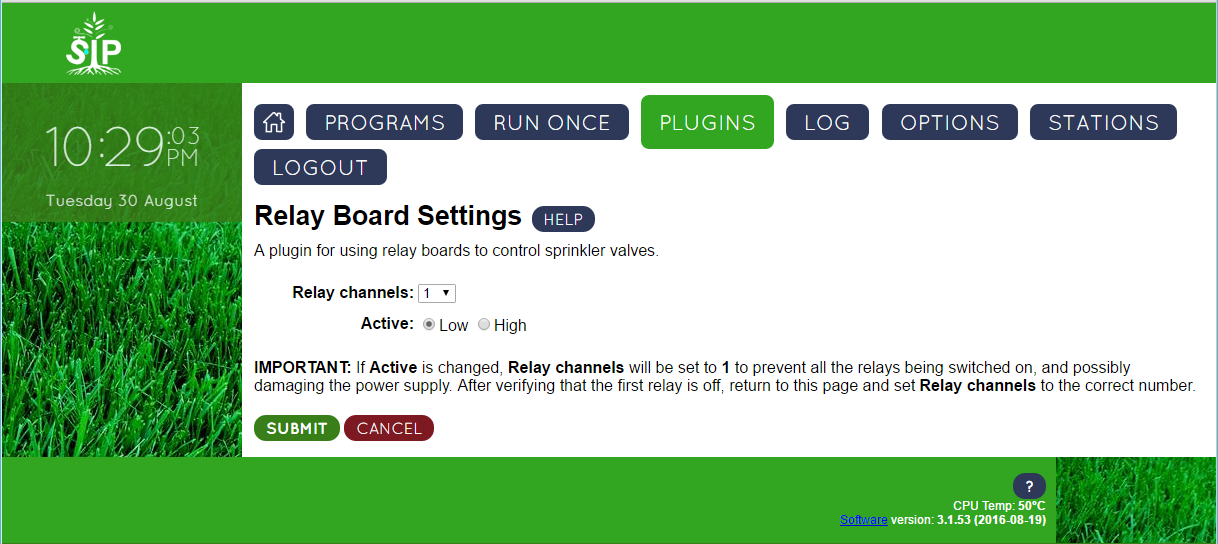 SIP
10:29:03 PM
Tuesday 30 August
PROGRAMS RUN ONCE PLUGINS LOG OPTIONS STATIONS
LOGOUT
Relay Board Settings HELP
A plugin for using relay boards to control sprinkler valves.
Relay channels: 1
Active: Low High
IMPORTANT: If Active is changed, Relay channels will be set to 1 to prevent all the relays being switched on, and possibly
damaging the power supply. After verifying that the first relay is off, return to this page and set Relay channels to the correct number.
SUBMIT CANCEL
?
CPU Temp: 50°C
Software version: 3.1.53 (2016-08-19)